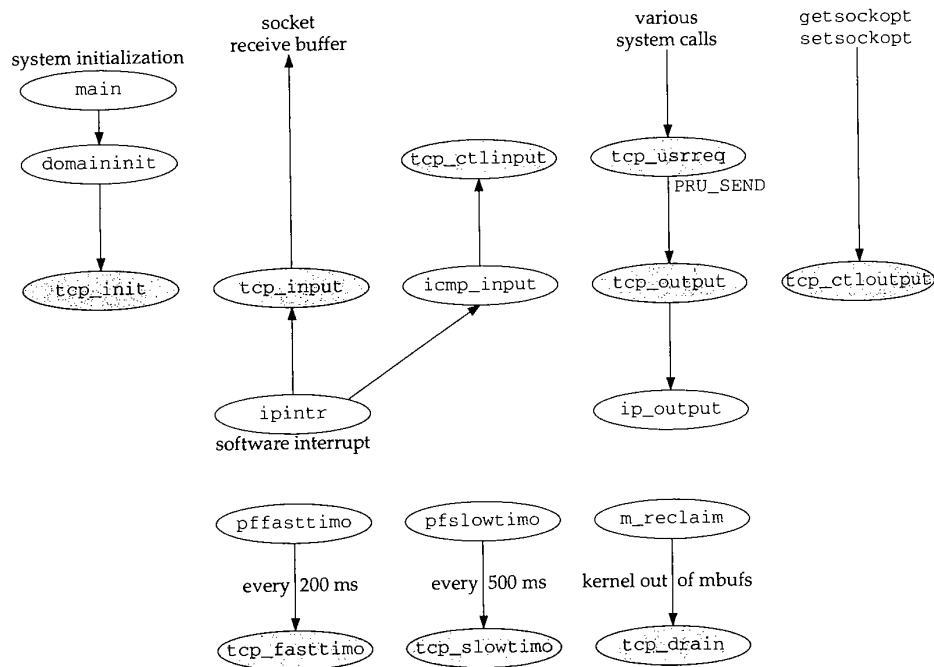 socket
receive buffer
various
system calls
getsockopt
setsockopt
system initialization
main
domaininit
tcp_ctlinput
tcp_usrreq
PRU_SEND
tcp_init
tcp_input
icmp_input
tcp_output
tcp_ctloutput
ipintr
software interrupt
ip_output
pffasttimo
pfslowtimo
m_reclaim
every 200 ms
every 500 ms
kernel out of mbufs
tcp_fasttimo
tcp_slowtimo
tcp_drain